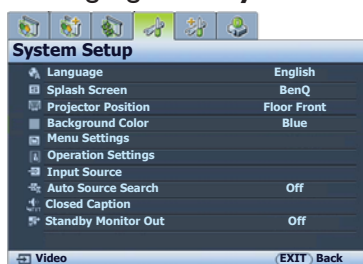 System Setup
Language English
Splash Screen BenQ
Projector Position Floor Front
Background Color Blue
Menu Settings
Operation Settings
Input Source
Auto Source Search Off
Closed Caption
Standby Monitor Out Off
Video EXIT Back